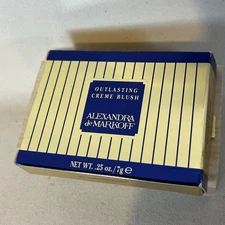 OUTLASTING
CREME BLUSH
ALEXANDRA
de MARKOFF
NET WT. .25 oz./7g ℮